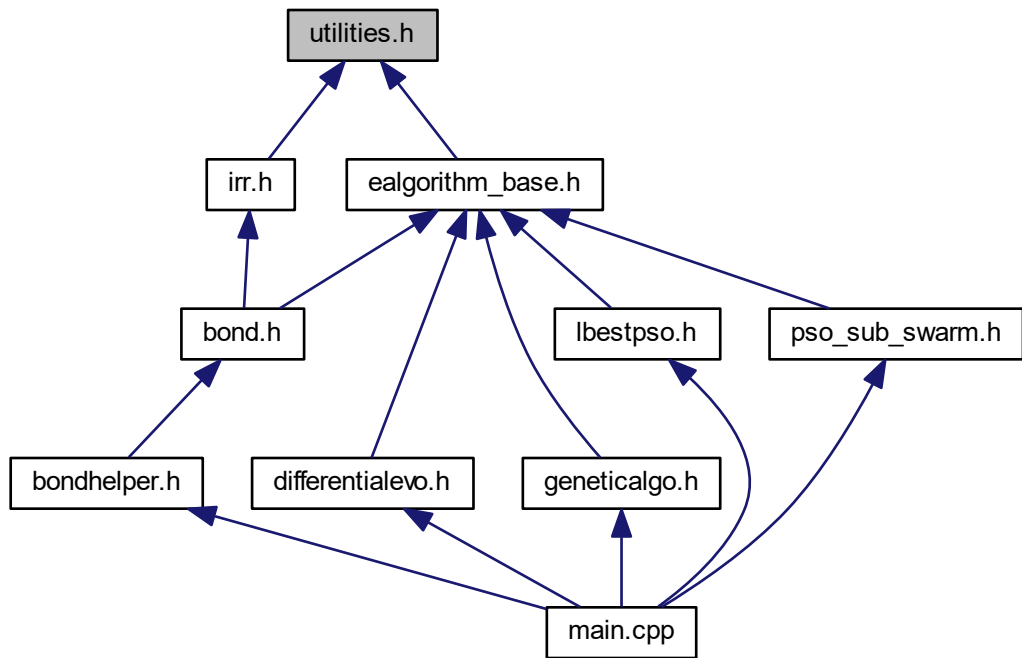 utilities.h
irr.h
ealgorithm_base.h
bond.h
lbestpso.h
pso_sub_swarm.h
bondhelper.h
differentialevo.h
geneticalgo.h
main.cpp